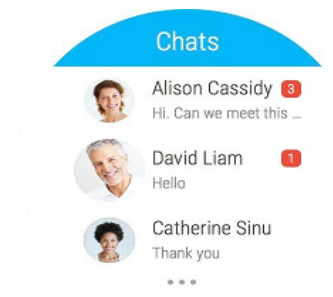 Chats
Alison Cassidy 3
Hi. Can we meet this ...
David Liam 1
Hello
Catherine Sinu
Thank you